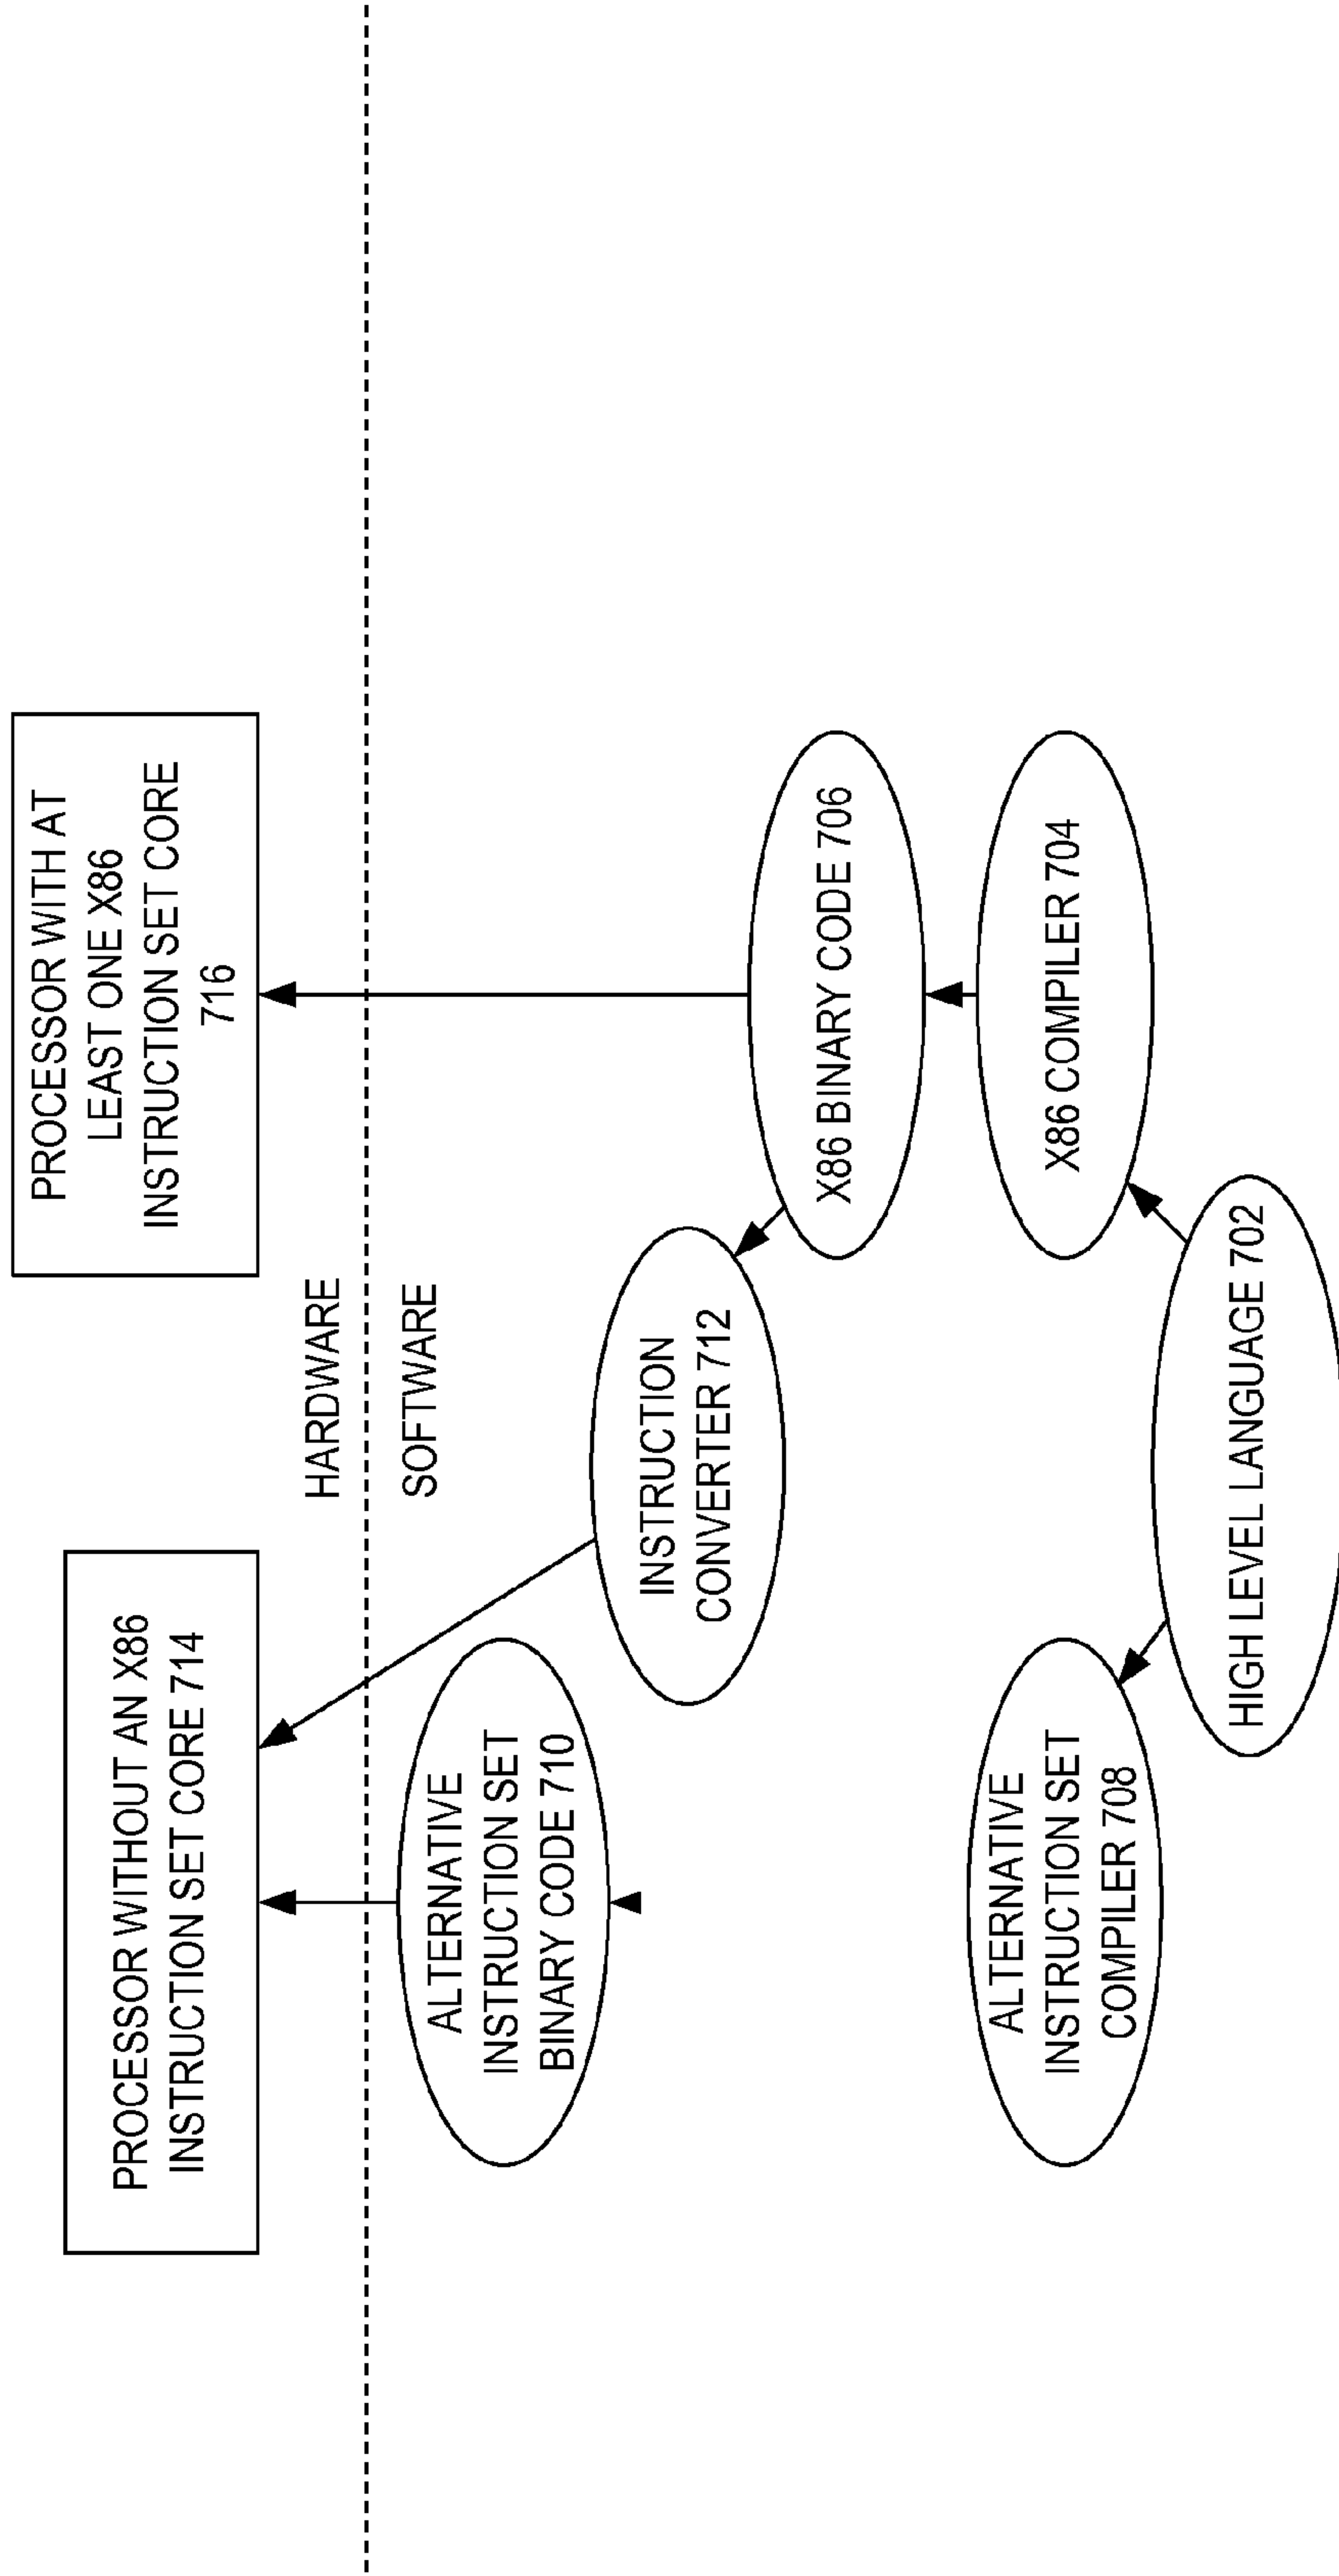 PROCESSOR WITHOUT AN X86
INSTRUCTION SET CORE 714
PROCESSOR WITH AT
LEAST ONE X86
INSTRUCTION SET CORE
716
HARDWARE
SOFTWARE
ALTERNATIVE
INSTRUCTION SET
BINARY CODE 710
INSTRUCTION
CONVERTER 712
X86 BINARY CODE 706
ALTERNATIVE
INSTRUCTION SET
COMPILER 708
X86 COMPILER 704
HIGH LEVEL LANGUAGE 702